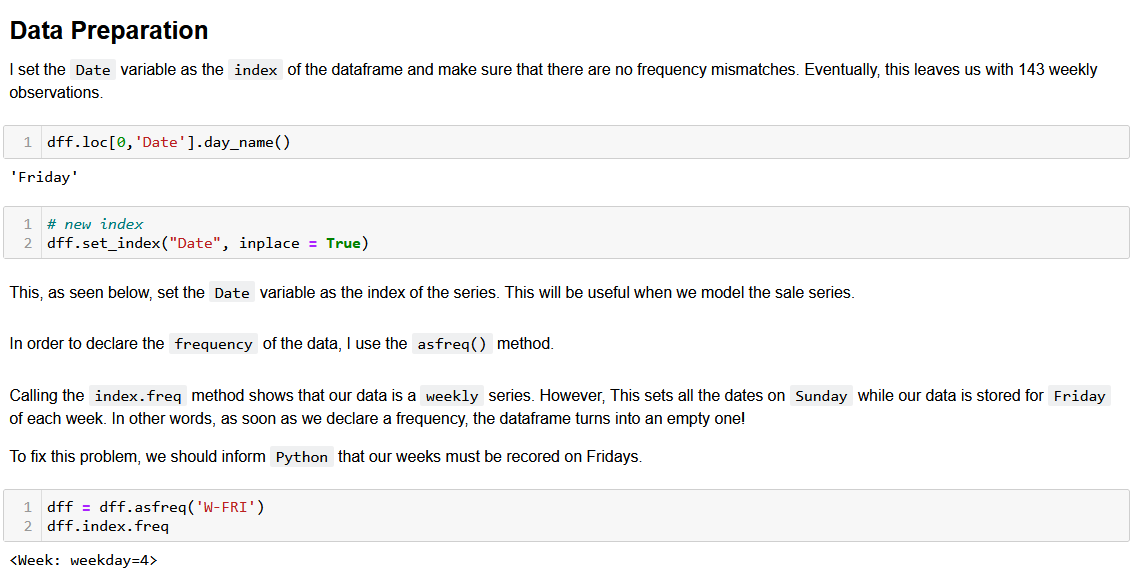 Data Preparation
I set the Date variable as the index of the dataframe and make sure that there are no frequency mismatches. Eventually, this leaves us with 143 weekly
observations.
1 dff.loc[0,'Date'].day_name()
'Friday'
1 # new index
2 dff.set_index("Date", inplace = True)
This, as seen below, set the Date variable as the index of the series. This will be useful when we model the sale series.
In order to declare the frequency of the data, I use the asfreq() method.
Calling the index.freq method shows that our data is a weekly series. However, This sets all the dates on Sunday while our data is stored for Friday
of each week. In other words, as soon as we declare a frequency, the dataframe turns into an empty one!
To fix this problem, we should inform Python that our weeks must be recored on Fridays.
1 dff = dff.asfreq('W-FRI')
2 dff.index.freq
<Week: weekday=4>